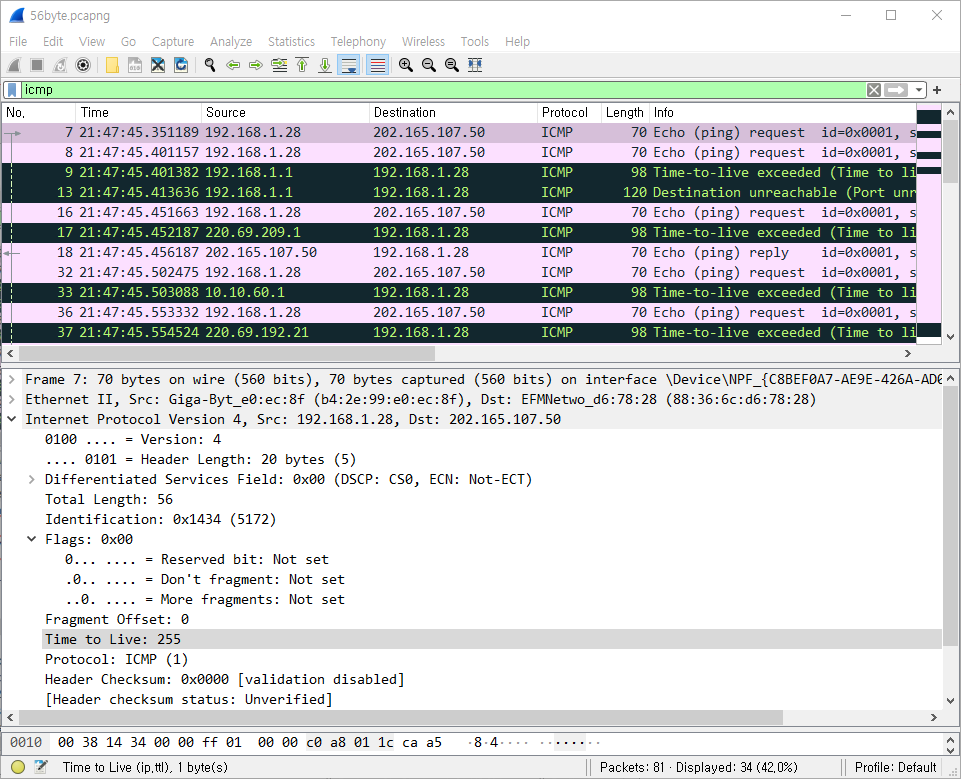 56byte.pcapng
File Edit View Go Capture Analyze Statistics Telephony Wireless Tools Help
icmp
No. Time Source Destination Protocol Length Info
7 21:47:45.351189 192.168.1.28 202.165.107.50 ICMP 70 Echo (ping) request id=0x0001, s
8 21:47:45.401157 192.168.1.28 202.165.107.50 ICMP 70 Echo (ping) request id=0x0001, s
9 21:47:45.401382 192.168.1.1 192.168.1.28 ICMP 98 Time-to-live exceeded (Time to li
13 21:47:45.413636 192.168.1.1 192.168.1.28 ICMP 120 Destination unreachable (Port unr
16 21:47:45.451663 192.168.1.28 202.165.107.50 ICMP 70 Echo (ping) request id=0x0001, s
17 21:47:45.452187 220.69.209.1 192.168.1.28 ICMP 98 Time-to-live exceeded (Time to li
18 21:47:45.456187 202.165.107.50 192.168.1.28 ICMP 70 Echo (ping) reply id=0x0001, s
32 21:47:45.502475 192.168.1.28 202.165.107.50 ICMP 70 Echo (ping) request id=0x0001, s
33 21:47:45.503088 10.10.60.1 192.168.1.28 ICMP 98 Time-to-live exceeded (Time to li
36 21:47:45.553332 192.168.1.28 202.165.107.50 ICMP 70 Echo (ping) request id=0x0001, s
37 21:47:45.554524 220.69.192.21 192.168.1.28 ICMP 98 Time-to-live exceeded (Time to li
Frame 7: 70 bytes on wire (560 bits), 70 bytes captured (560 bits) on interface \Device\NPF_{C8BEF0A7-AE9E-426A-AD6
Ethernet II, Src: Giga-Byt_e0:ec:8f (b4:2e:99:e0:ec:8f), Dst: EFMNetwo_d6:78:28 (88:36:6c:d6:78:28)
Internet Protocol Version 4, Src: 192.168.1.28, Dst: 202.165.107.50
0100 .... = Version: 4
.... 0101 = Header Length: 20 bytes (5)
Differentiated Services Field: 0x00 (DSCP: CS0, ECN: Not-ECT)
Total Length: 56
Identification: 0x1434 (5172)
Flags: 0x00
0... .... = Reserved bit: Not set
.0.. .... = Don't fragment: Not set
..0. .... = More fragments: Not set
Fragment Offset: 0
Time to Live: 255
Protocol: ICMP (1)
Header Checksum: 0x0000 [validation disabled]
[Header checksum status: Unverified]
0010 00 38 14 34 00 00 ff 01 00 00 c0 a8 01 1c ca a5 ·8·4···· ········
Time to Live (ip.ttl), 1 byte(s) Packets: 81 · Displayed: 34 (42.0%) Profile: Default